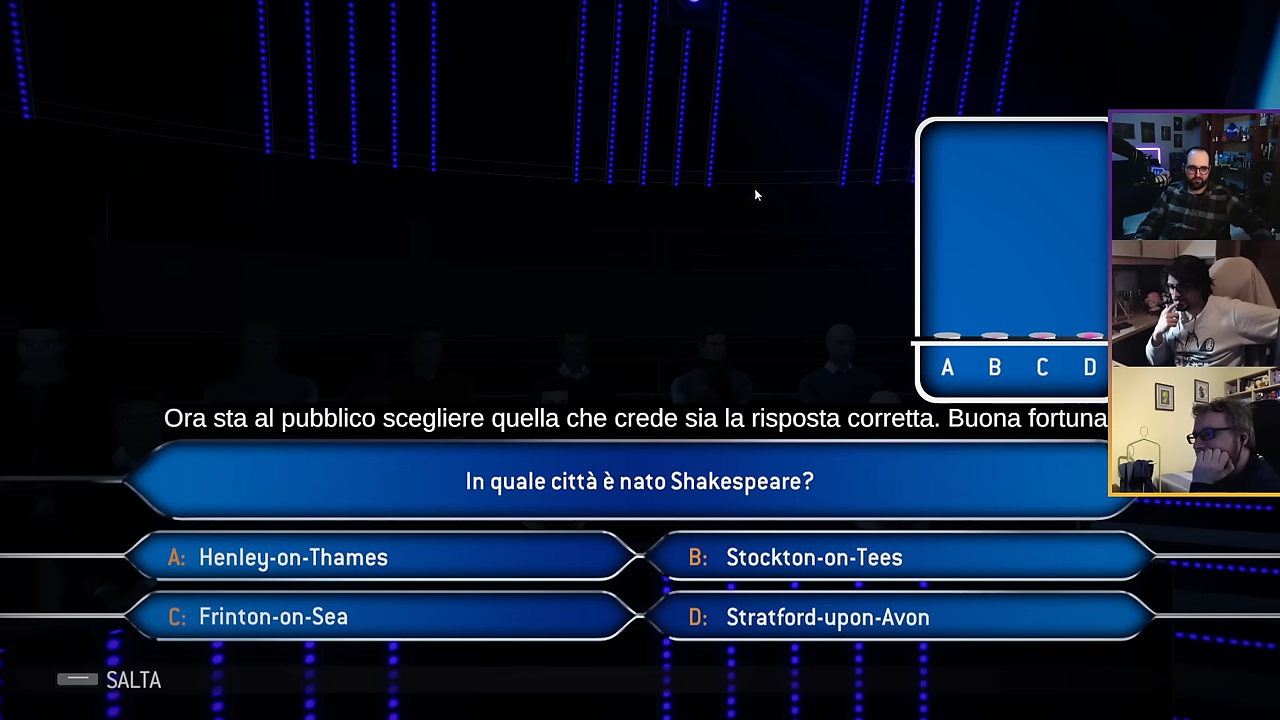 A B C D
Ora sta al pubblico scegliere quella che crede sia la risposta corretta. Buona fortuna
In quale città è nato Shakespeare?
A: Henley-on-Thames
B: Stockton-on-Tees
C: Frinton-on-Sea
D: Stratford-upon-Avon
SALTA